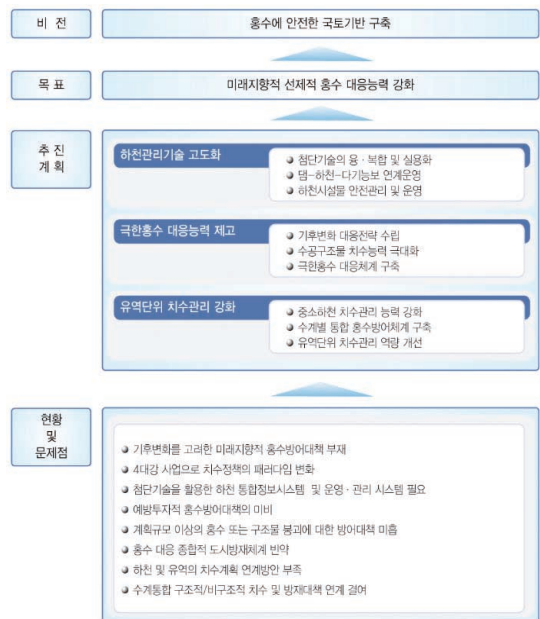 비 전
홍수에 안전한 국토기반 구축
목 표
미래지향적 선제적 홍수 대응능력 강화
추 진
계 획
하천관리기술 고도화
첨단기술의 융·복합 및 실용화
댐-하천-다기능보 연계운영
하천시설물 안전관리 및 운영
극한홍수 대응능력 제고
기후변화 대응전략 수립
수공구조물 치수능력 극대화
극한홍수 대응체계 구축
유역단위 치수관리 강화
중소하천 치수관리 능력 강화
수계별 통합 홍수방어체계 구축
유역단위 치수관리 역량 개선
현황
및
문제점
기후변화를 고려한 미래지향적 홍수방어대책 부재
4대강 사업으로 치수정책의 패러다임 변화
첨단기술을 활용한 하천 통합정보시스템 및 운영·관리 시스템 필요
예방투자적 홍수방어대책의 미비
계획규모 이상의 홍수 또는 구조물 붕괴에 대한 방어대책 미흡
홍수 대응 종합적 도시방재체계 빈약
하천 및 유역의 치수계획 연계방안 부족
수계통합 구조적/비구조적 치수 및 방재대책 연계 결여